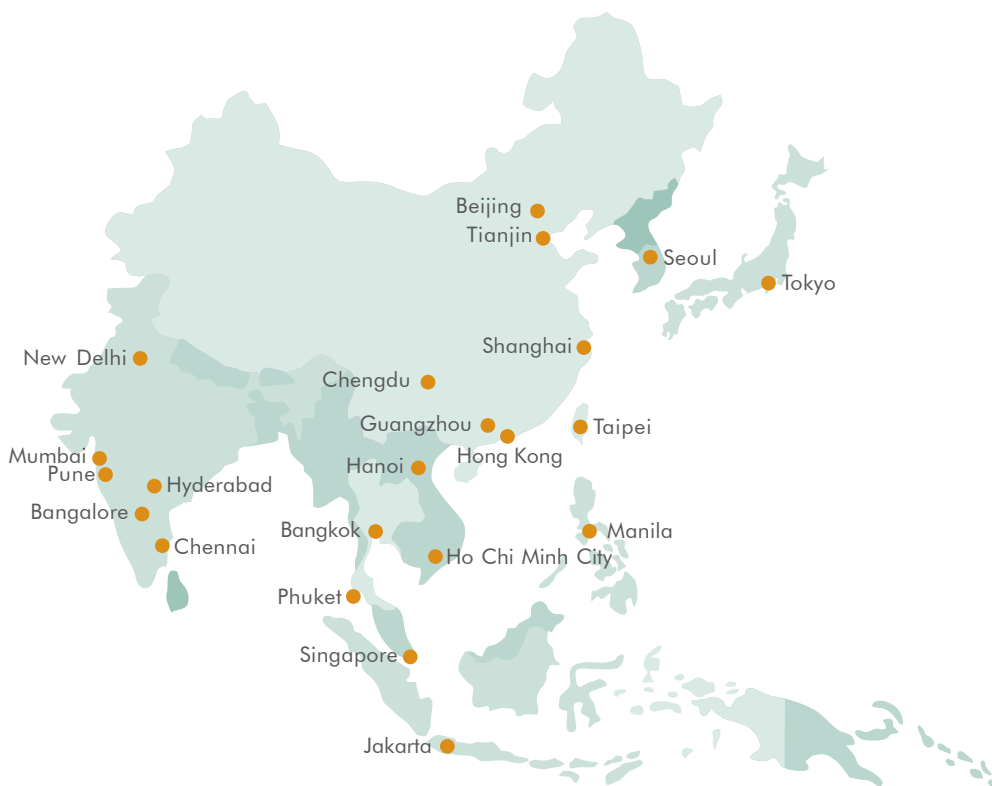 Beijing
Tianjin
Seoul
Tokyo
Shanghai
New Delhi
Chengdu
Guangzhou
Taipei
Hong Kong
Mumbai
Hanoi
Pune
Hyderabad
Bangalore
Bangkok
Manila
Chennai
Ho Chi Minh City
Phuket
Singapore
Jakarta